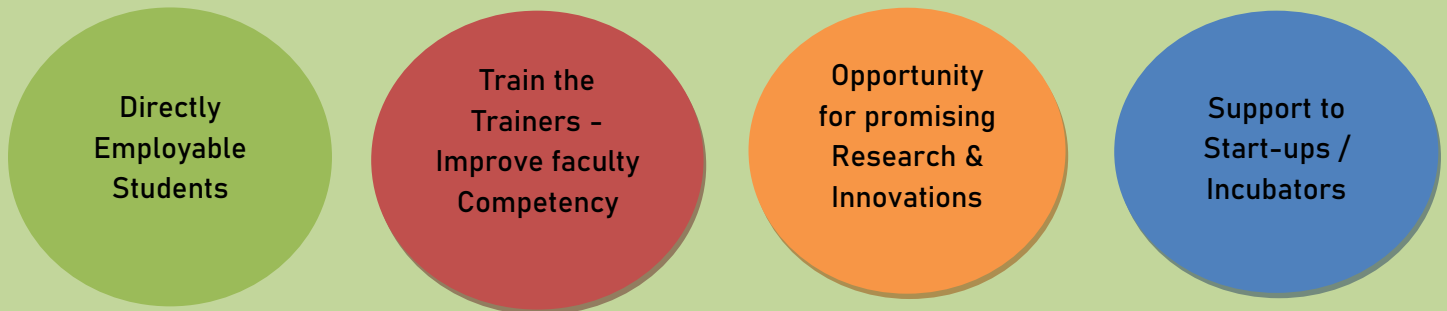 Directly
Employable
Students
Train the
Trainers -
Improve faculty
Competency
Opportunity
for promising
Research &
Innovations
Support to
Start-ups /
Incubators